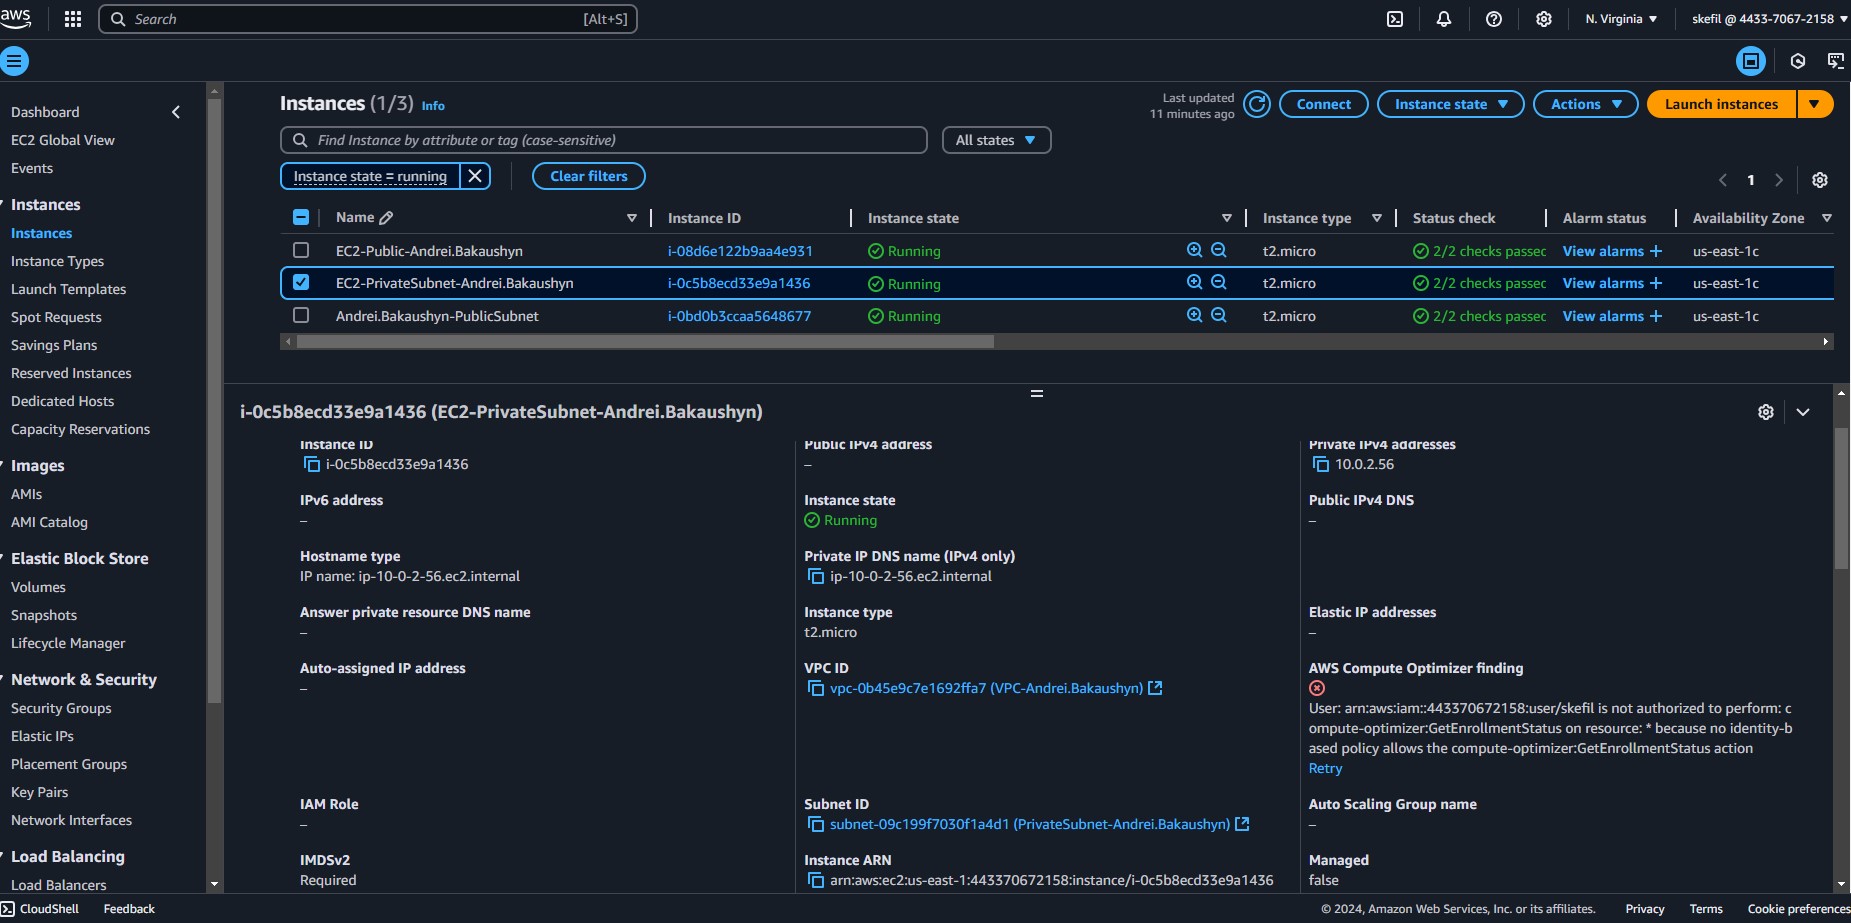 aws
Search [Alt+S]
N. Virginia
skefil @ 4433-7067-2158
Dashboard
EC2 Global View
Events
Instances
Instances
Instance Types
Launch Templates
Spot Requests
Savings Plans
Reserved Instances
Dedicated Hosts
Capacity Reservations
Images
AMIs
AMI Catalog
Elastic Block Store
Volumes
Snapshots
Lifecycle Manager
Network & Security
Security Groups
Elastic IPs
Placement Groups
Key Pairs
Network Interfaces
Load Balancing
Load Balancers
Instances (1/3) Info
Last updated
11 minutes ago
Connect
Instance state
Actions
Launch instances
Find Instance by attribute or tag (case-sensitive)
All states
Instance state = running
Clear filters
1
Name Instance ID Instance state Instance type Status check Alarm status Availability Zone
EC2-Public-Andrei.Bakaushyn i-08d6e122b9aa4e931 Running t2.micro 2/2 checks passec View alarms + us-east-1c
EC2-PrivateSubnet-Andrei.Bakaushyn i-0c5b8ecd33e9a1436 Running t2.micro 2/2 checks passec View alarms + us-east-1c
Andrei.Bakaushyn-PublicSubnet i-0bd0b3ccaa5648677 Running t2.micro 2/2 checks passec View alarms + us-east-1c
i-0c5b8ecd33e9a1436 (EC2-PrivateSubnet-Andrei.Bakaushyn)
Instance ID
i-0c5b8ecd33e9a1436
Public IPv4 address
–
Private IPv4 addresses
10.0.2.56
IPv6 address
–
Instance state
Running
Public IPv4 DNS
–
Hostname type
IP name: ip-10-0-2-56.ec2.internal
Private IP DNS name (IPv4 only)
ip-10-0-2-56.ec2.internal
Answer private resource DNS name
–
Instance type
t2.micro
Elastic IP addresses
–
Auto-assigned IP address
–
VPC ID
vpc-0b45e9c7e1692ffa7 (VPC-Andrei.Bakaushyn)
AWS Compute Optimizer finding
User: arn:aws:iam::443370672158:user/skefil is not authorized to perform: c
ompute-optimizer:GetEnrollmentStatus on resource: * because no identity-b
ased policy allows the compute-optimizer:GetEnrollmentStatus action
Retry
IAM Role
–
Subnet ID
subnet-09c199f7030f1a4d1 (PrivateSubnet-Andrei.Bakaushyn)
Auto Scaling Group name
–
IMDSv2
Required
Instance ARN
arn:aws:ec2:us-east-1:443370672158:instance/i-0c5b8ecd33e9a1436
Managed
false
CloudShell
Feedback
© 2024, Amazon Web Services, Inc. or its affiliates.
Privacy
Terms
Cookie preferences